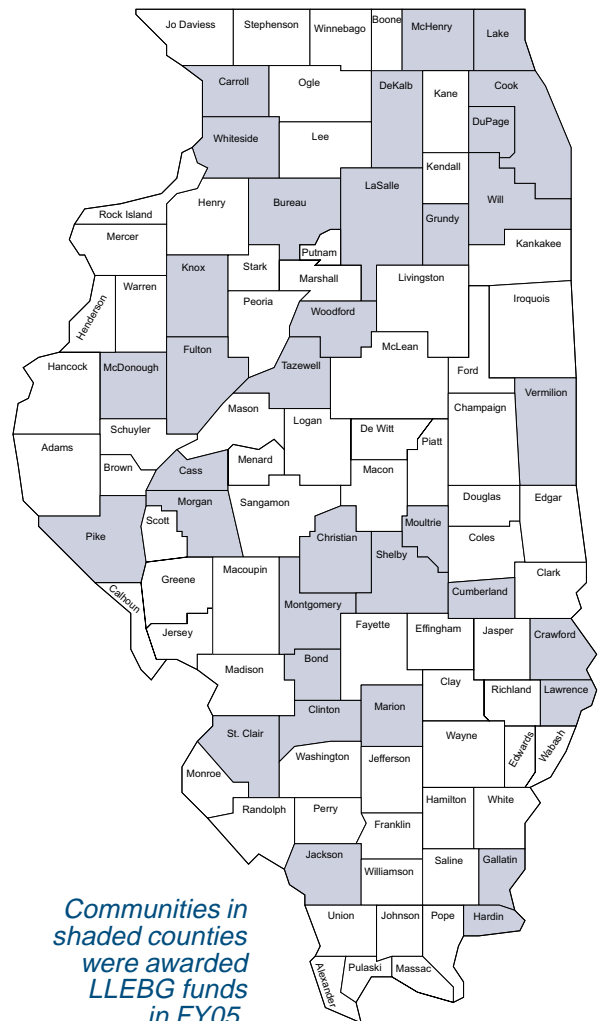 Jo Daviess
Stephenson
Winnebago
Boone
McHenry
Lake
Carroll
Ogle
DeKalb
Kane
Cook
DuPage
Whiteside
Lee
Kendall
LaSalle
Will
Rock Island
Henry
Bureau
Grundy
Mercer
Putnam
Kankakee
Knox
Stark
Marshall
Livingston
Warren
Henderson
Peoria
Woodford
Iroquois
Fulton
McLean
Hancock
McDonough
Tazewell
Ford
Vermilion
Mason
Champaign
Logan
De Witt
Schuyler
Piatt
Adams
Brown
Menard
Macon
Cass
Morgan
Sangamon
Douglas
Edgar
Scott
Moultrie
Pike
Christian
Coles
Shelby
Macoupin
Clark
Greene
Calhoun
Montgomery
Cumberland
Jersey
Fayette
Effingham
Jasper
Crawford
Bond
Madison
Clay
Richland
Lawrence
Clinton
Marion
St. Clair
Wayne
Edwards
Wabash
Washington
Jefferson
Monroe
Randolph
Perry
Hamilton
White
Franklin
Jackson
Williamson
Saline
Gallatin
Union
Johnson
Pope
Hardin
Alexander
Pulaski
Massac
Communities in
shaded counties
were awarded
LLEBG funds
in FY05.